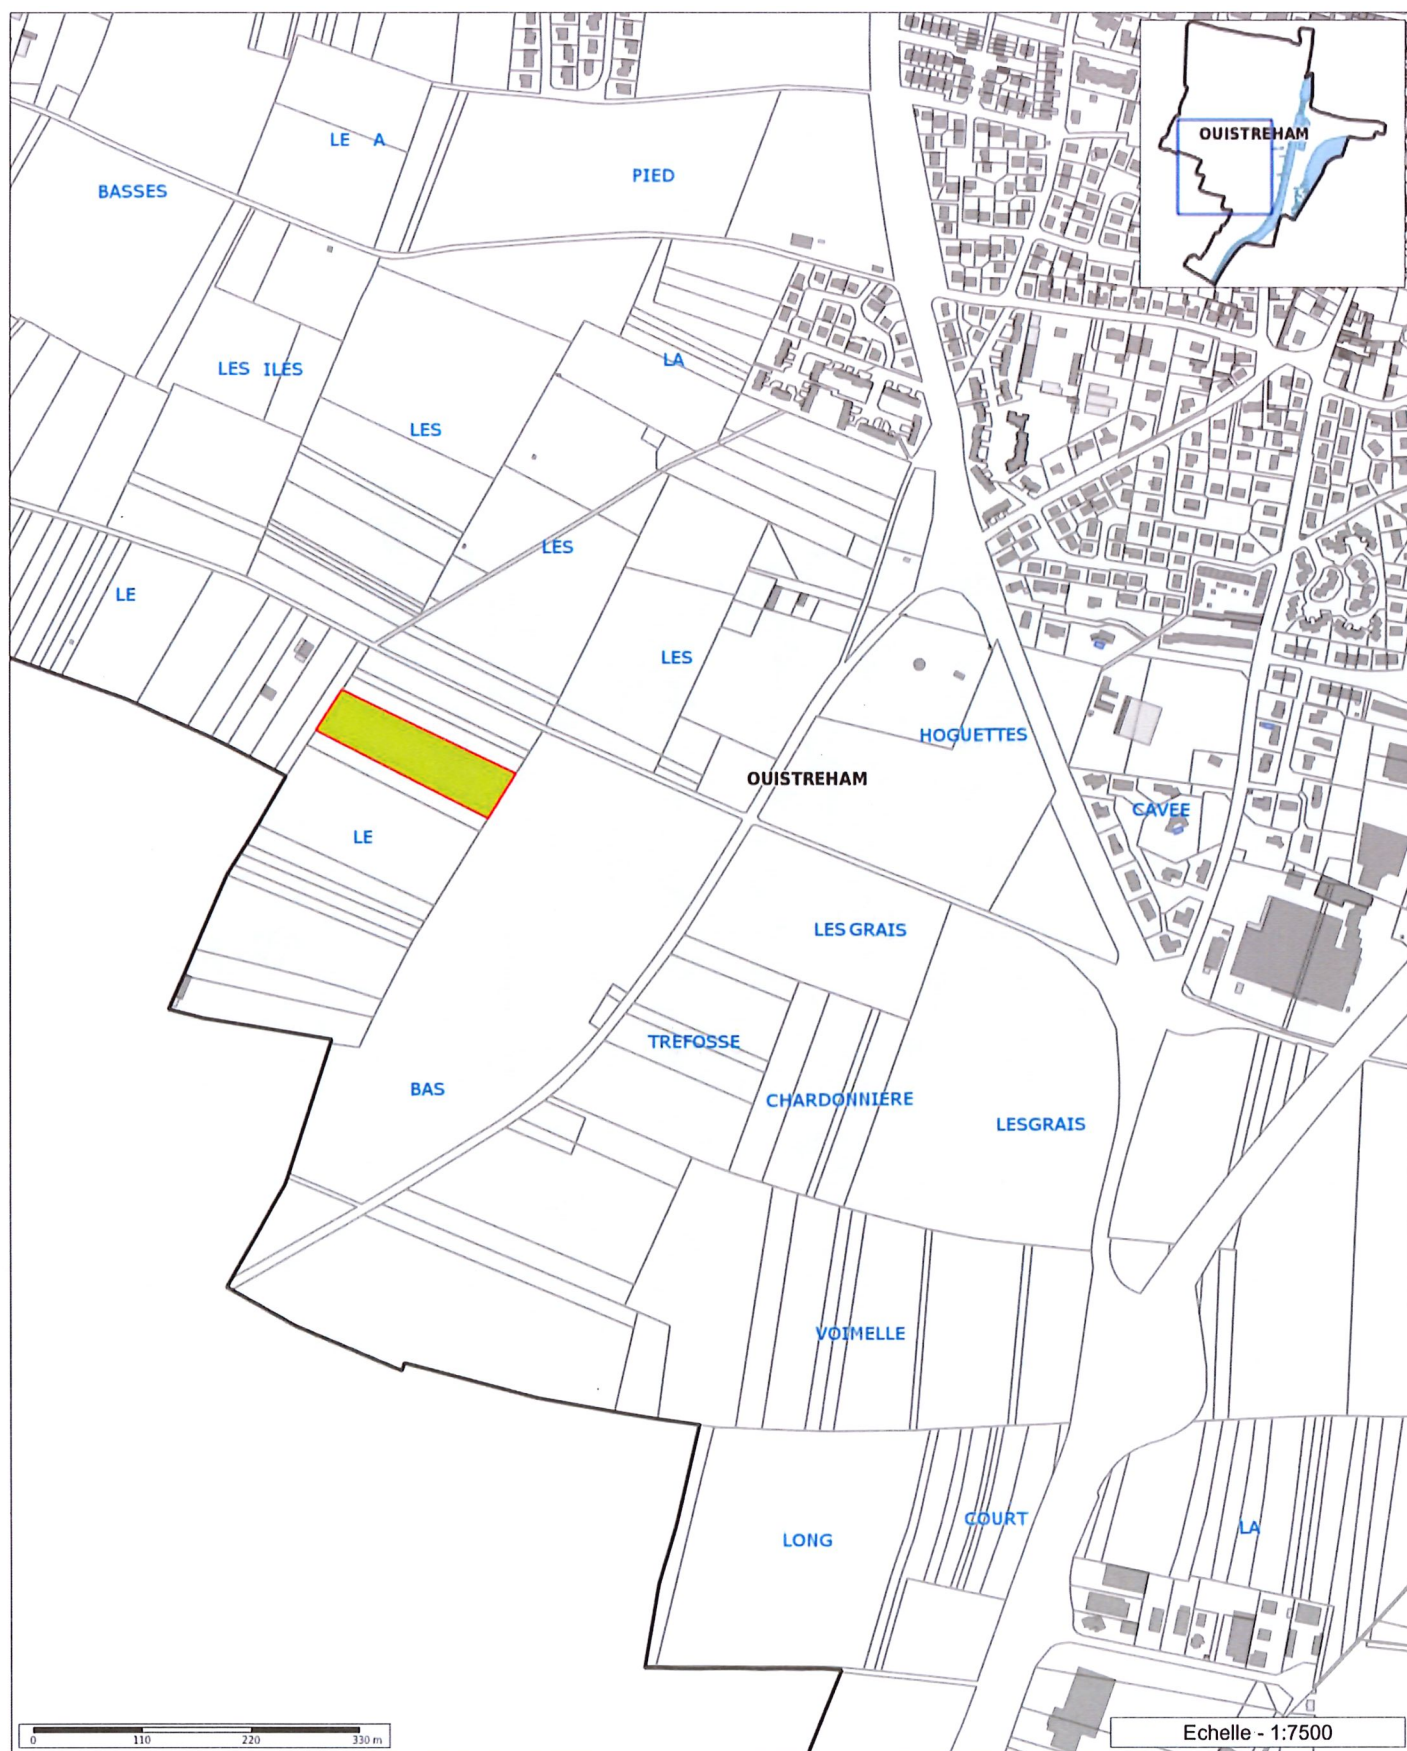 OUISTREHAM
LE A
PIED
BASSES
LA
LES ILES
LES
LES
LE
LES
HOGUETTES
OUISTREHAM
CAVEE
LE
LES GRAIS
TREFOSSE
BAS
CHARDONNIERE
LESGRAIS
VOIMELLE
COURT
LA
LONG
0 110 220 330 m
Echelle - 1:7500